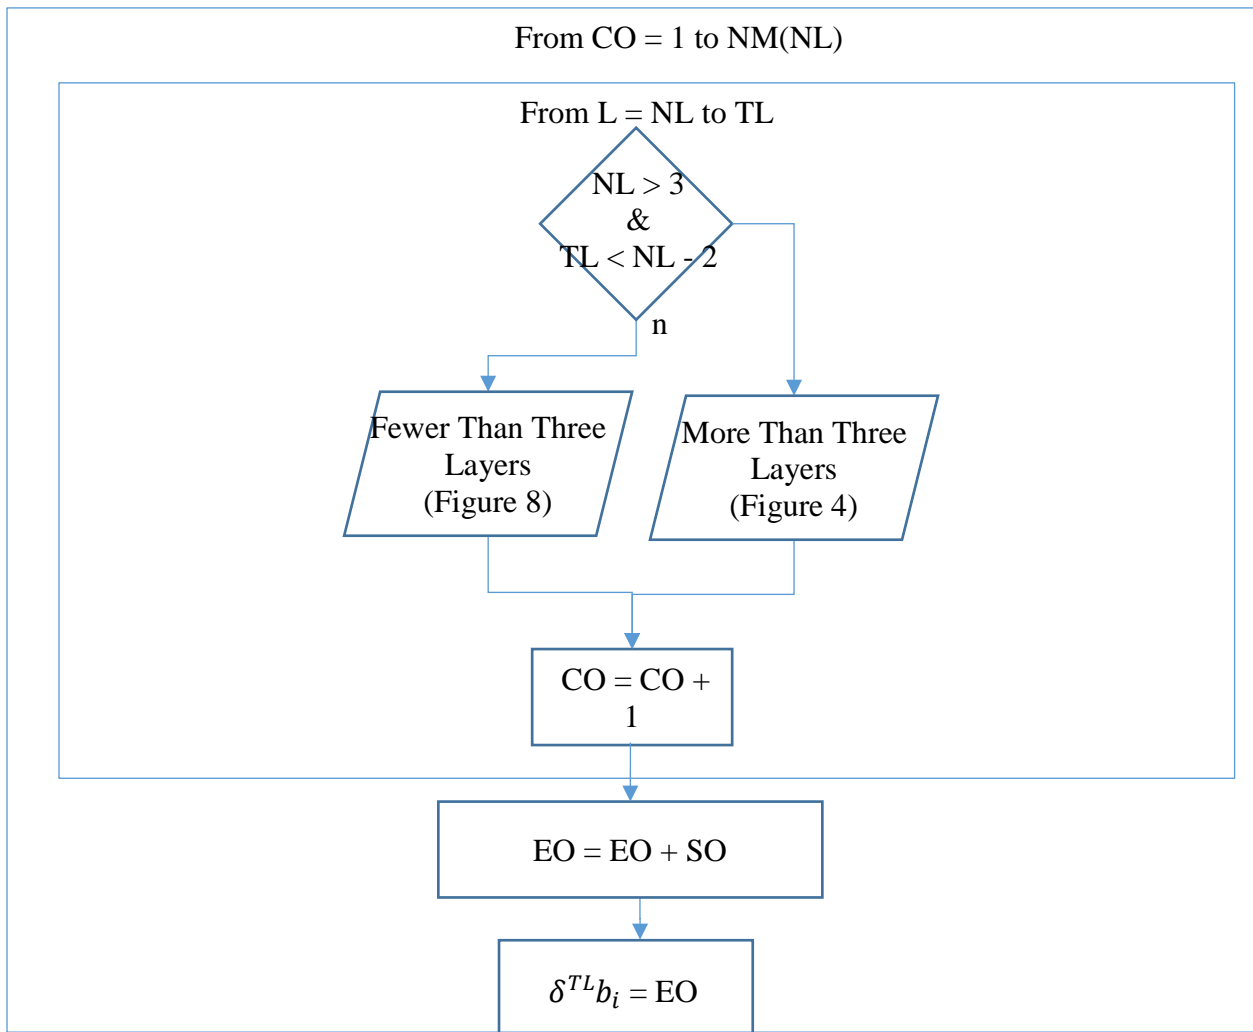 From CO = 1 to NM(NL)
From L = NL to TL
NL > 3
&
TL < NL - 2
n
Fewer Than Three
Layers
(Figure 8)
More Than Three
Layers
(Figure 4)
CO = CO +
1
EO = EO + SO
𝛿^{TL}b_i = EO